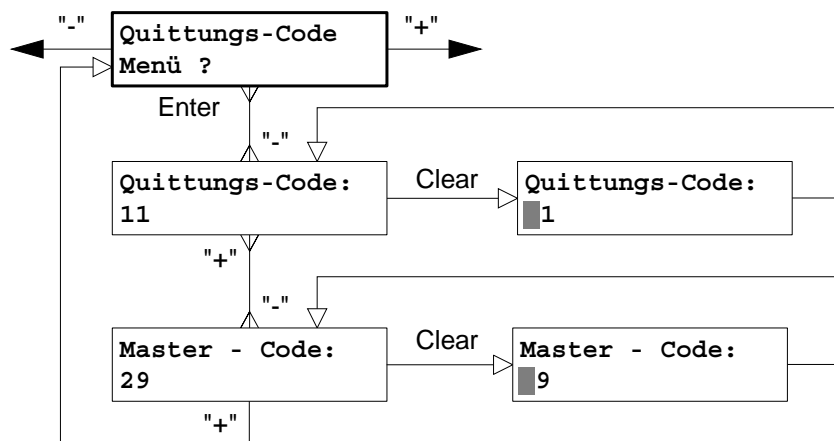 "-"
Quittungs-Code
Menü ?
"+"
Enter
"-"
Quittungs-Code:
11
Clear
Quittungs-Code:
1
"+"
"-"
Master - Code:
29
Clear
Master - Code:
9
"+"